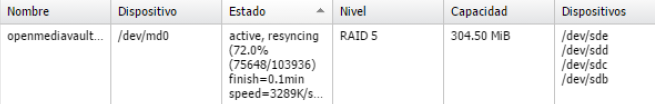 Nombre Dispositivo Estado Nivel Capacidad Dispositivos
openmediavault... /dev/md0 active, resyncing RAID 5 304.50 MiB /dev/sde
(72.0% /dev/sdd
(75648/103936) /dev/sdc
finish=0.1min /dev/sdb
speed=3289K/s...